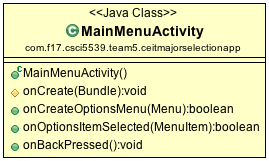 <<Java Class>>
MainMenuActivity
com.f17.csci5539.team5.ceitmajorselectionapp
MainMenuActivity()
onCreate(Bundle):void
onCreateOptionsMenu(Menu):boolean
onOptionsItemSelected(MenuItem):boolean
onBackPressed():void